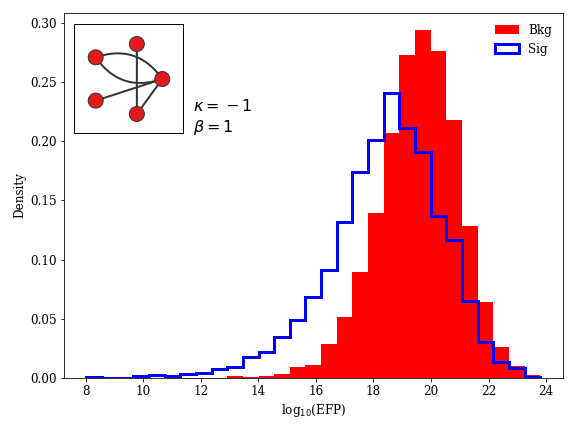 0.30
0.25
0.20
0.15
0.10
0.05
0.00
Density
κ = −1
β = 1
Bkg
Sig
8 10 12 14 16 18 20 22 24
log₁₀(EFP)